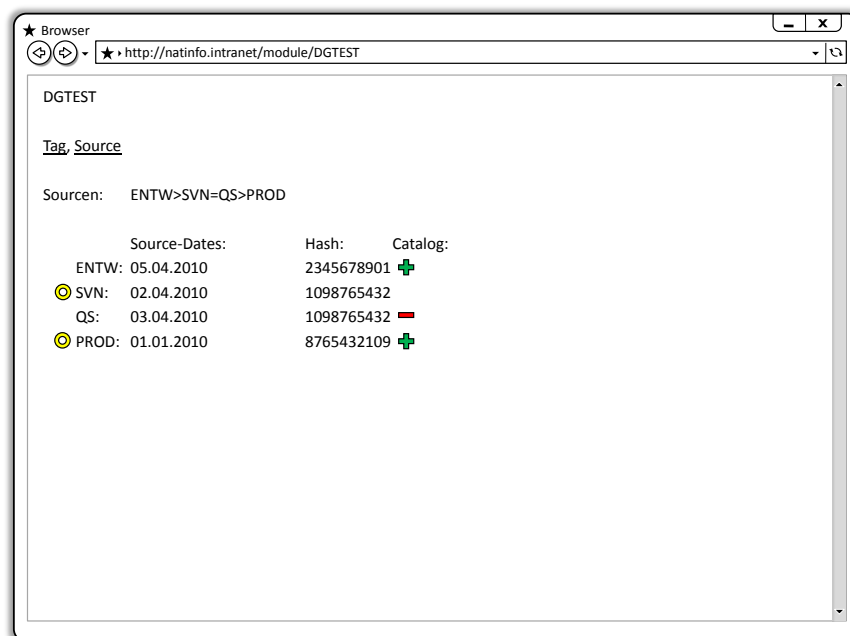 Browser
http://natinfo.intranet/module/DGTEST
DGTEST
Tag, Source
Sourcen: ENTW>SVN=QS>PROD
Source-Dates: Hash: Catalog:
ENTW: 05.04.2010 2345678901
SVN: 02.04.2010 1098765432
QS: 03.04.2010 1098765432
PROD: 01.01.2010 8765432109